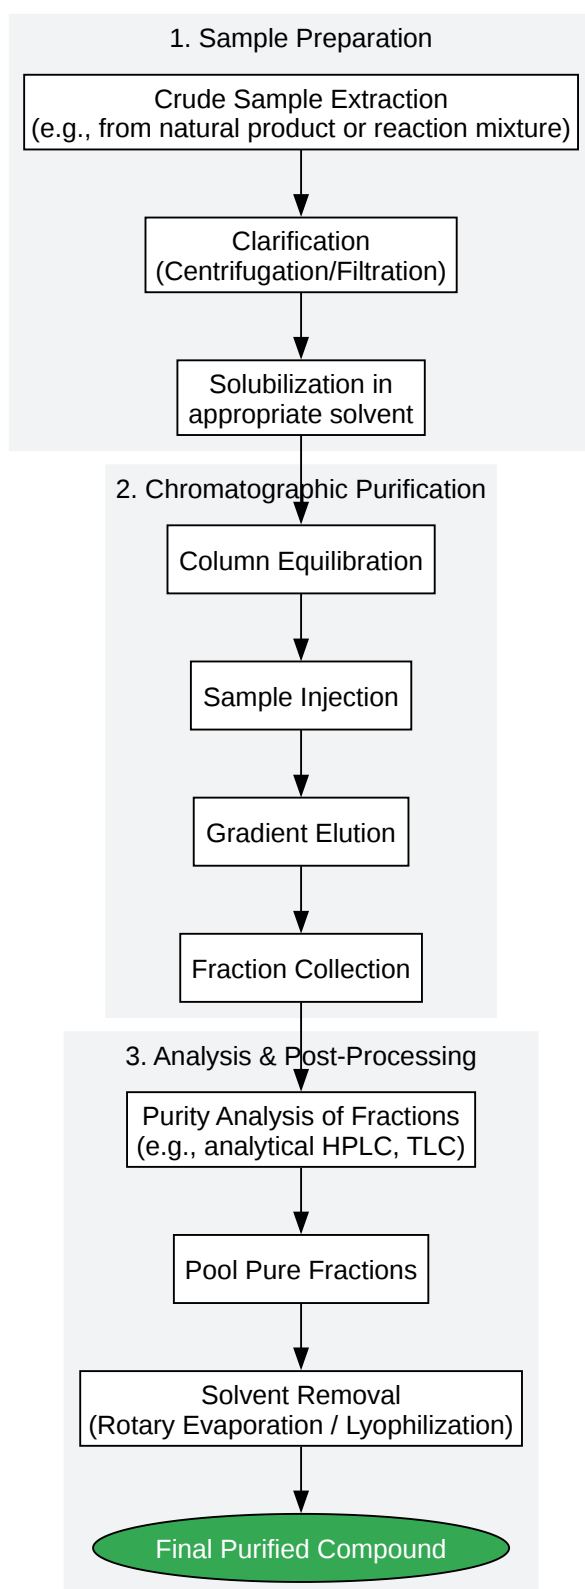 1. Sample Preparation
Crude Sample Extraction
(e.g., from natural product or reaction mixture)
Clarification
(Centrifugation/Filtration)
Solubilization in
appropriate solvent
2. Chromatographic Purification
Column Equilibration
Sample Injection
Gradient Elution
Fraction Collection
3. Analysis & Post-Processing
Purity Analysis of Fractions
(e.g., analytical HPLC, TLC)
Pool Pure Fractions
Solvent Removal
(Rotary Evaporation / Lyophilization)
Final Purified Compound